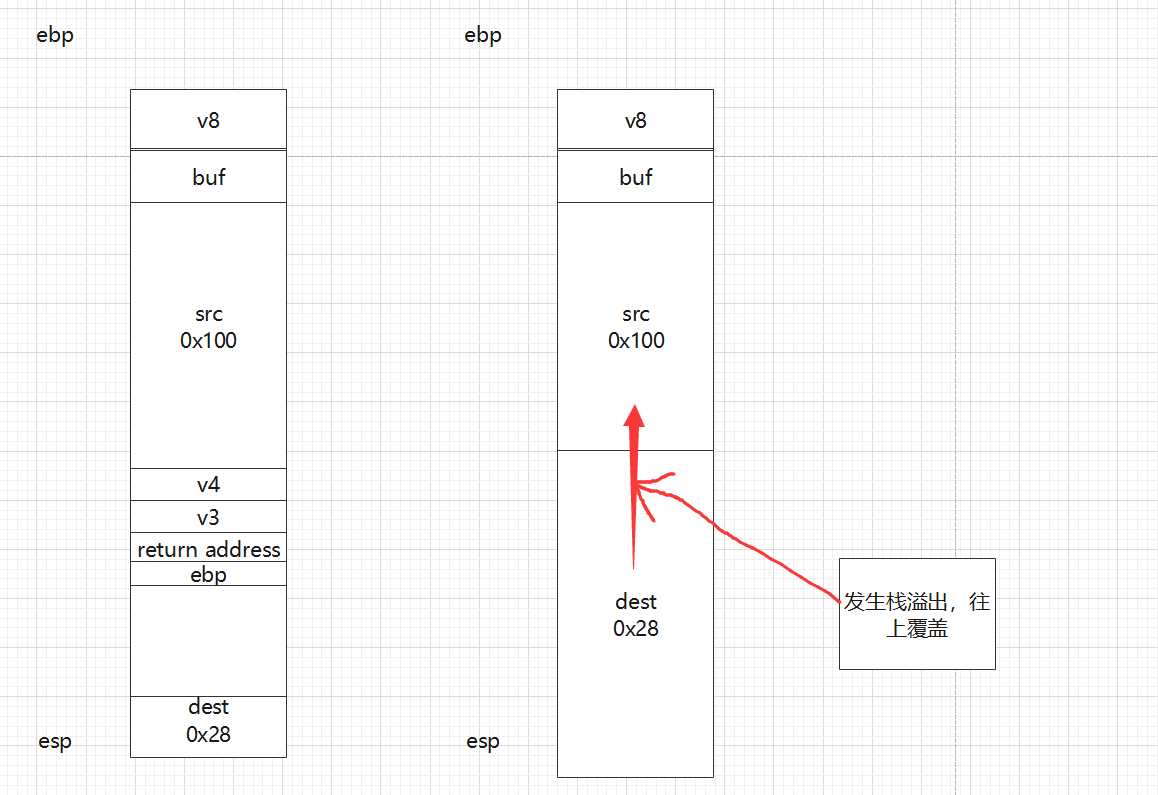 ebp
v8
buf
src
0x100
v4
v3
return address
ebp
dest
0x28
esp
ebp
v8
buf
src
0x100
dest
0x28
esp
发生栈溢出，往
上覆盖